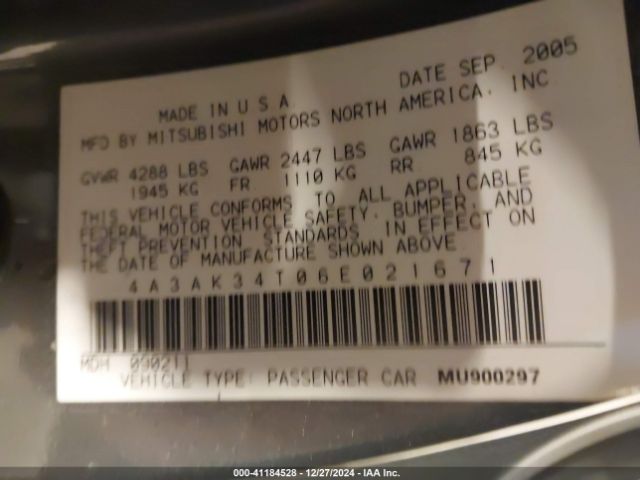 MADE IN U S A DATE SEP. 2005
MFD BY MITSUBISHI MOTORS NORTH AMERICA, INC
GVWR 4288 LBS GAWR 2447 LBS GAWR 1863 LBS
1945 KG FR 1110 KG RR 845 KG
THIS VEHICLE CONFORMS TO ALL APPLICABLE
FEDERAL MOTOR VEHICLE SAFETY, BUMPER, AND
THEFT PREVENTION STANDARDS IN EFFECT ON
THE DATE OF MANUFACTURE SHOWN ABOVE
4A3AK34T06E021671
MDH 090211
VEHICLE TYPE: PASSENGER CAR MU900297
000-41184528 - 12/27/2024 - IAA Inc.